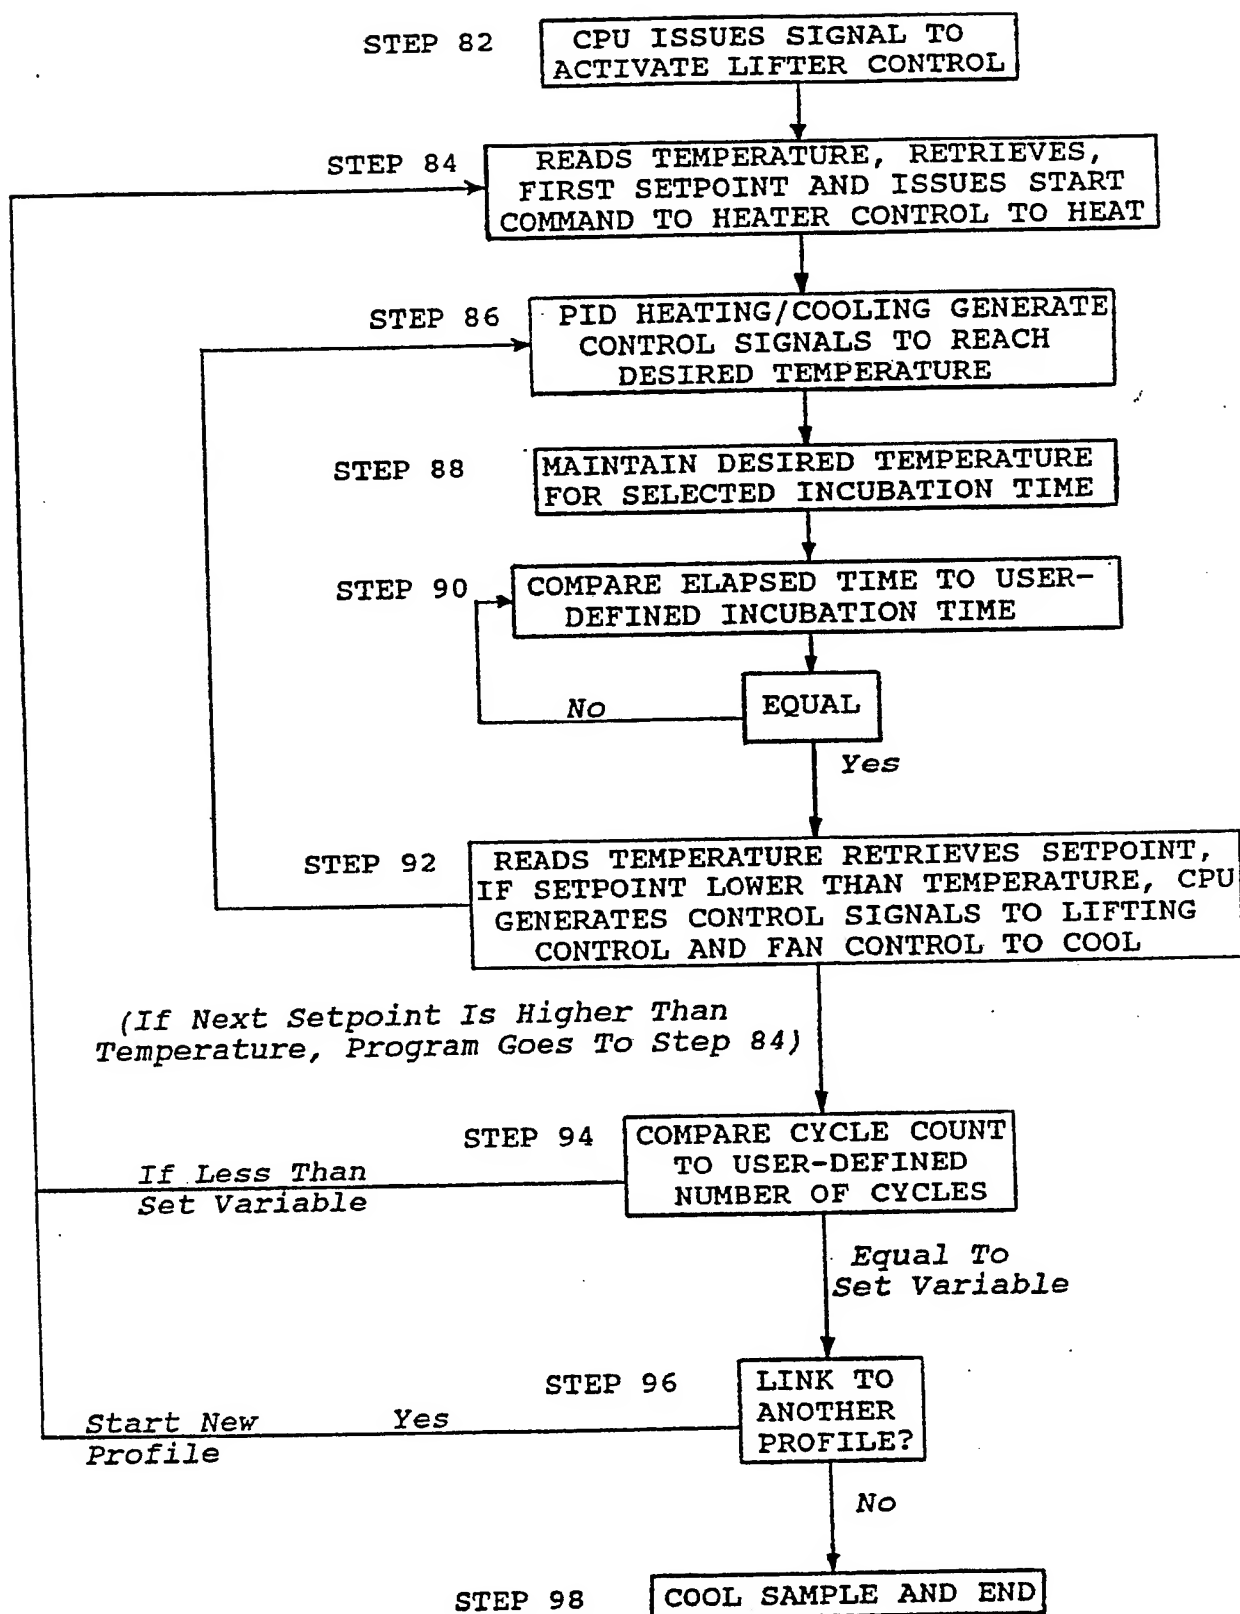 STEP 82
CPU ISSUES SIGNAL TO
ACTIVATE LIFTER CONTROL
STEP 84
READS TEMPERATURE, RETRIEVES,
FIRST SETPOINT AND ISSUES START
COMMAND TO HEATER CONTROL TO HEAT
STEP 86
PID HEATING/COOLING GENERATE
CONTROL SIGNALS TO REACH
DESIRED TEMPERATURE
STEP 88
MAINTAIN DESIRED TEMPERATURE
FOR SELECTED INCUBATION TIME
STEP 90
COMPARE ELAPSED TIME TO USER-
DEFINED INCUBATION TIME
No
EQUAL
Yes
STEP 92
READS TEMPERATURE RETRIEVES SETPOINT,
IF SETPOINT LOWER THAN TEMPERATURE, CPU
GENERATES CONTROL SIGNALS TO LIFTING
CONTROL AND FAN CONTROL TO COOL
(If Next Setpoint Is Higher Than
Temperature, Program Goes To Step 84)
STEP 94
COMPARE CYCLE COUNT
TO USER-DEFINED
NUMBER OF CYCLES
If Less Than
Set Variable
Equal To
Set Variable
STEP 96
LINK TO
ANOTHER
PROFILE?
Start New
Profile
Yes
No
STEP 98
COOL SAMPLE AND END